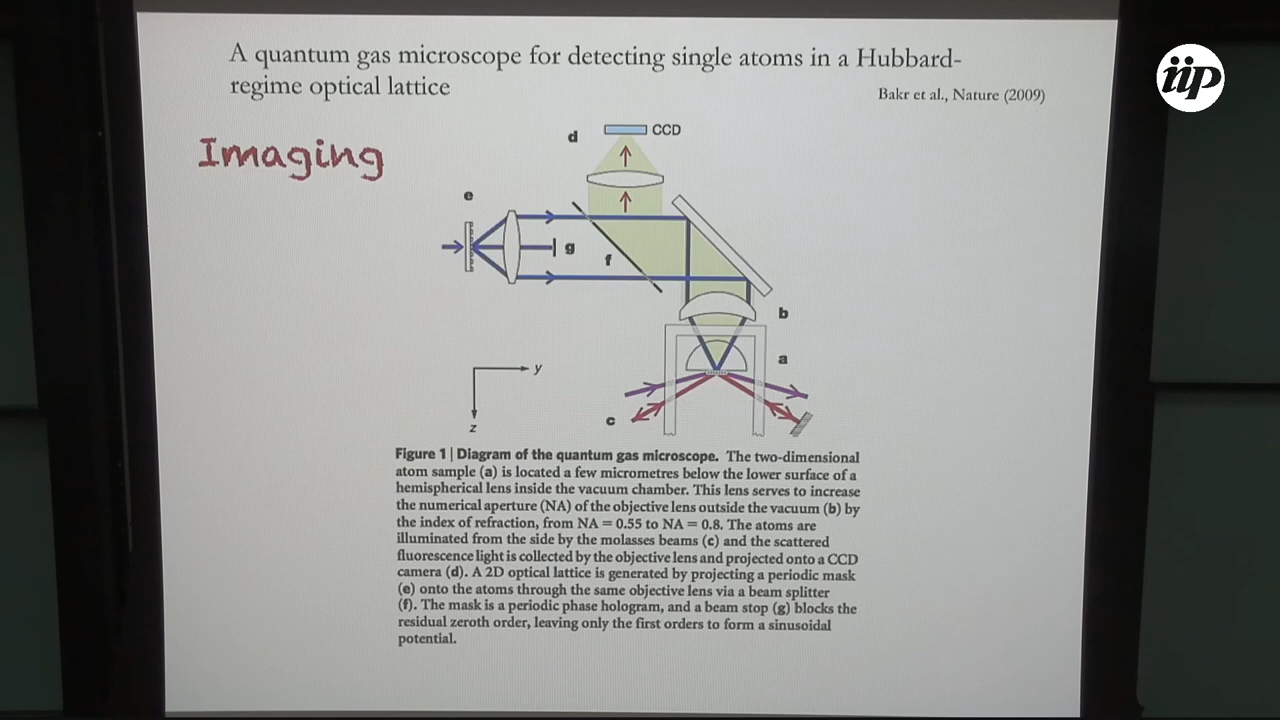 A quantum gas microscope for detecting single atoms in a Hubbard-
regime optical lattice
Bakr et al., Nature (2009)
iip
Imaging
d
CCD
e
g
f
b
a
y
z
c
Figure 1 | Diagram of the quantum gas microscope. The two-dimensional
atom sample (a) is located a few micrometres below the lower surface of a
hemispherical lens inside the vacuum chamber. This lens serves to increase
the numerical aperture (NA) of the objective lens outside the vacuum (b) by
the index of refraction, from NA = 0.55 to NA = 0.8. The atoms are
illuminated from the side by the molasses beams (c) and the scattered
fluorescence light is collected by the objective lens and projected onto a CCD
camera (d). A 2D optical lattice is generated by projecting a periodic mask
(e) onto the atoms through the same objective lens via a beam splitter
(f). The mask is a periodic phase hologram, and a beam stop (g) blocks the
residual zeroth order, leaving only the first orders to form a sinusoidal
potential.